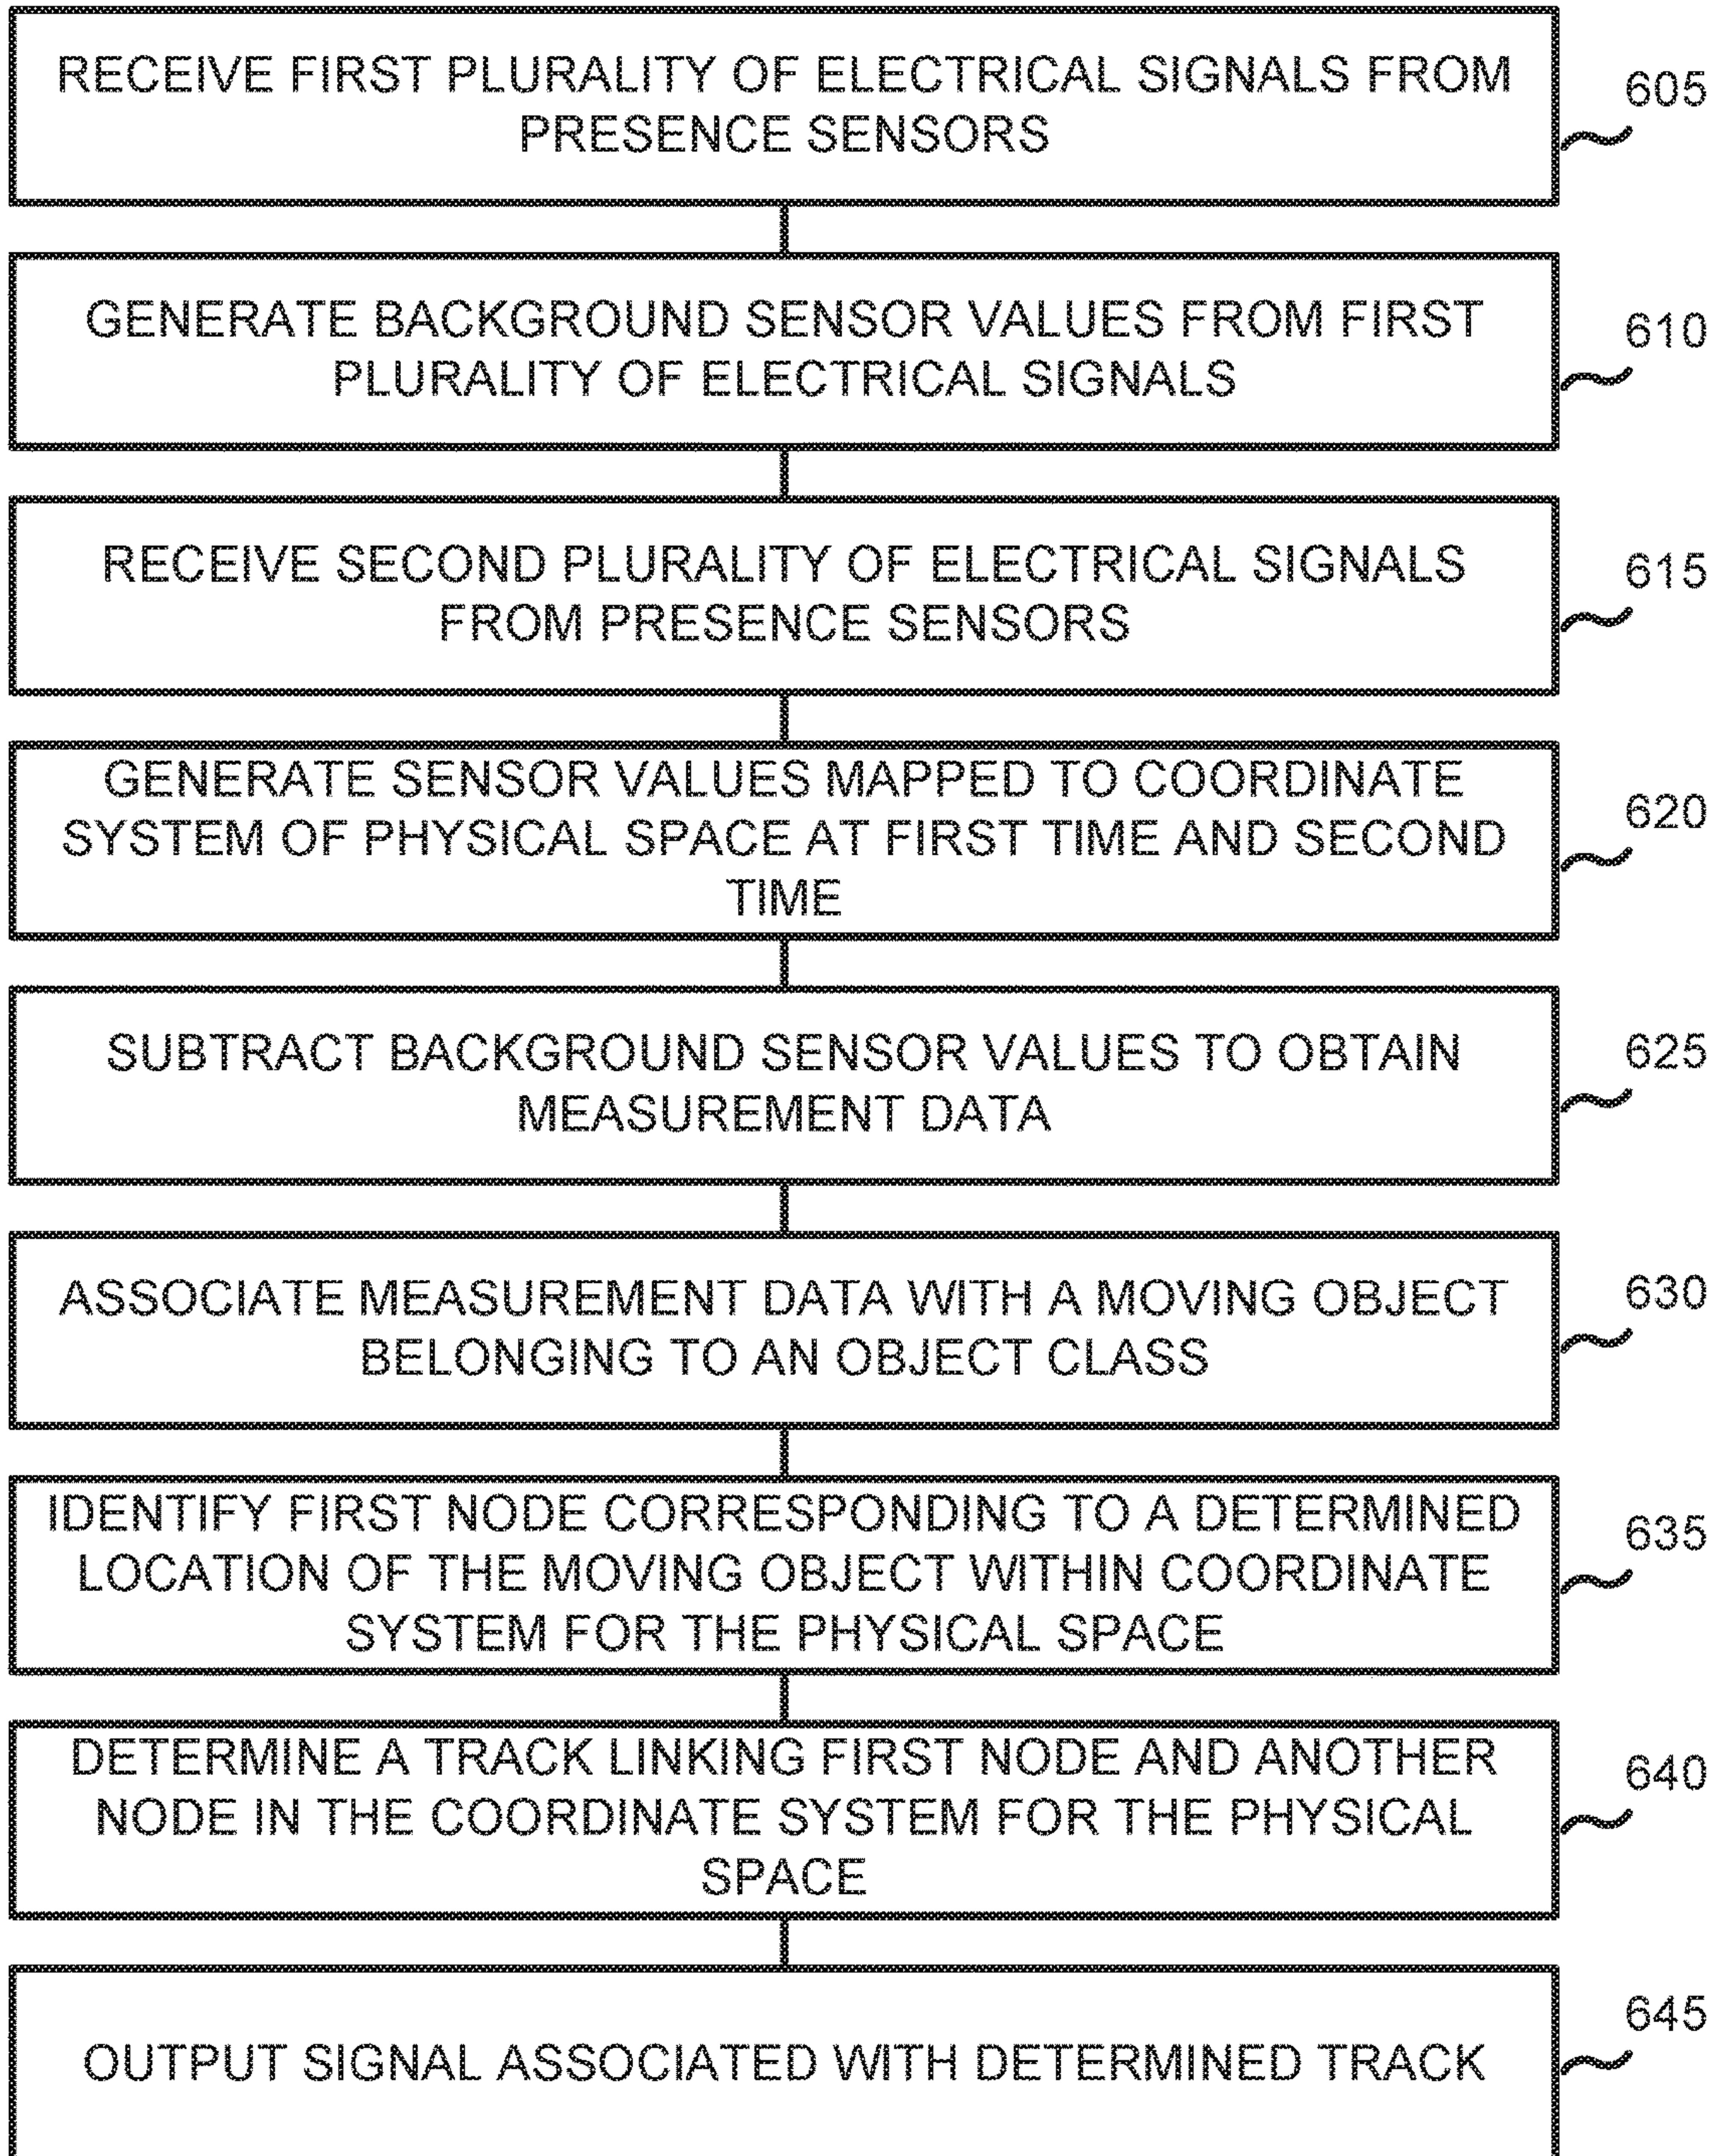 RECEIVE FIRST PLURALITY OF ELECTRICAL SIGNALS FROM
PRESENCE SENSORS
605
GENERATE BACKGROUND SENSOR VALUES FROM FIRST
PLURALITY OF ELECTRICAL SIGNALS
610
RECEIVE SECOND PLURALITY OF ELECTRICAL SIGNALS
FROM PRESENCE SENSORS
615
GENERATE SENSOR VALUES MAPPED TO COORDINATE
SYSTEM OF PHYSICAL SPACE AT FIRST TIME AND SECOND
TIME
620
SUBTRACT BACKGROUND SENSOR VALUES TO OBTAIN
MEASUREMENT DATA
625
ASSOCIATE MEASUREMENT DATA WITH A MOVING OBJECT
BELONGING TO AN OBJECT CLASS
630
IDENTIFY FIRST NODE CORRESPONDING TO A DETERMINED
LOCATION OF THE MOVING OBJECT WITHIN COORDINATE
SYSTEM FOR THE PHYSICAL SPACE
635
DETERMINE A TRACK LINKING FIRST NODE AND ANOTHER
NODE IN THE COORDINATE SYSTEM FOR THE PHYSICAL
SPACE
640
OUTPUT SIGNAL ASSOCIATED WITH DETERMINED TRACK
645